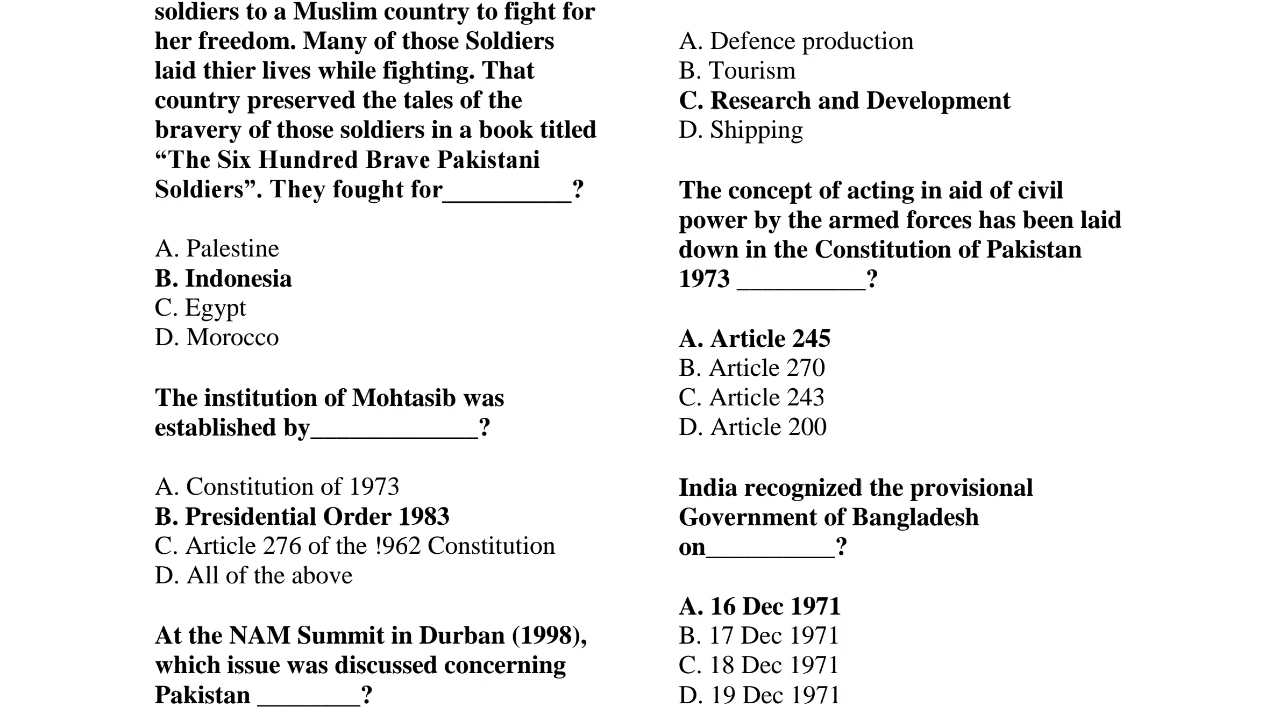 soldiers to a Muslim country to fight for
her freedom. Many of those Soldiers
laid thier lives while fighting. That
country preserved the tales of the
bravery of those soldiers in a book titled
“The Six Hundred Brave Pakistani
Soldiers”. They fought for__________?
A. Palestine
B. Indonesia
C. Egypt
D. Morocco
The institution of Mohtasib was
established by_____________?
A. Constitution of 1973
B. Presidential Order 1983
C. Article 276 of the !962 Constitution
D. All of the above
At the NAM Summit in Durban (1998),
which issue was discussed concerning
Pakistan ________?
A. Defence production
B. Tourism
C. Research and Development
D. Shipping
The concept of acting in aid of civil
power by the armed forces has been laid
down in the Constitution of Pakistan
1973 __________?
A. Article 245
B. Article 270
C. Article 243
D. Article 200
India recognized the provisional
Government of Bangladesh
on__________?
A. 16 Dec 1971
B. 17 Dec 1971
C. 18 Dec 1971
D. 19 Dec 1971